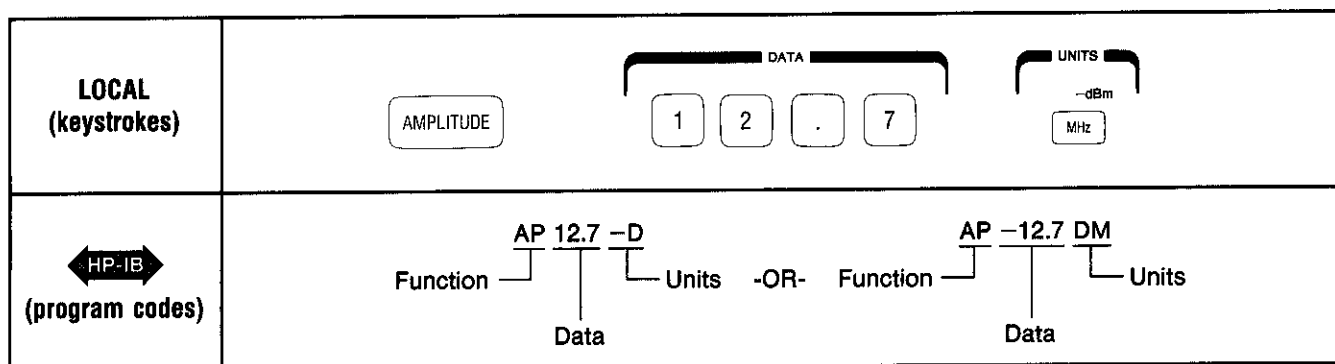 LOCAL
(keystrokes)
DATA
UNITS
–dBm
AMPLITUDE
1 2 . 7
MHz
HP-IB
(program codes)
AP 12.7 –D
Function
Units
Data
-OR-
AP –12.7 DM
Function
Units
Data